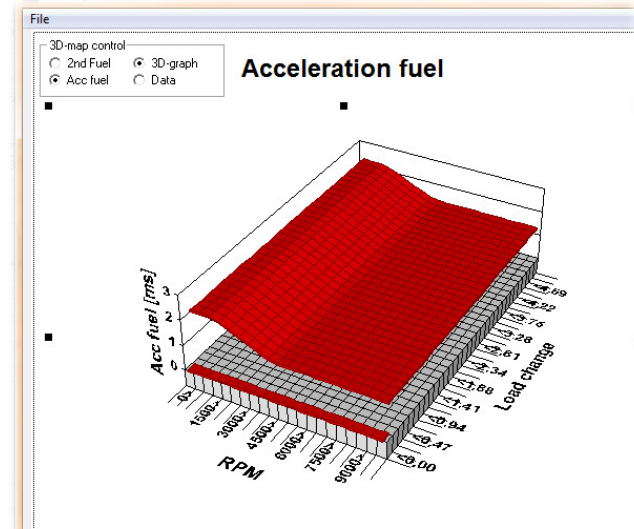 File
3D-map control
2nd Fuel 3D-graph
Acc fuel Data
Acceleration fuel
Acc fuel [ms]
3
2
1
0
0>
1500>
3000>
4500>
6000>
7500>
9000>
RPM
<4,69
<4,22
<3,75
<3,28
<2,81
<2,34
<1,88
<1,41
<0,94
<0,47
<0,00
Load change